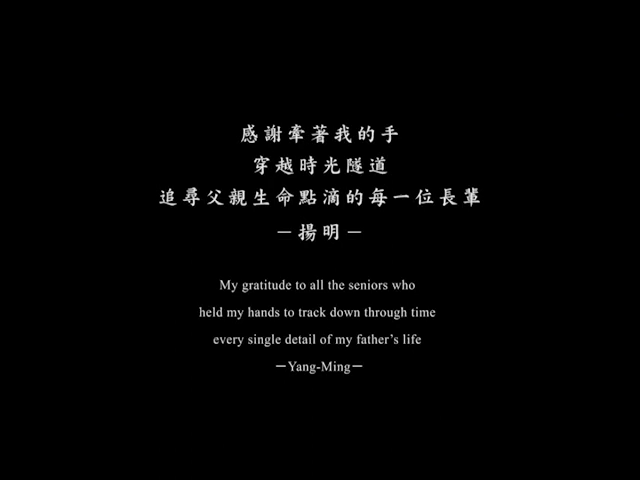 感謝牽著我的手
穿越時光隧道
追尋父親生命點滴的每一位長輩
－揚明－
My gratitude to all the seniors who
held my hands to track down through time
every single detail of my father's life
－Yang-Ming－